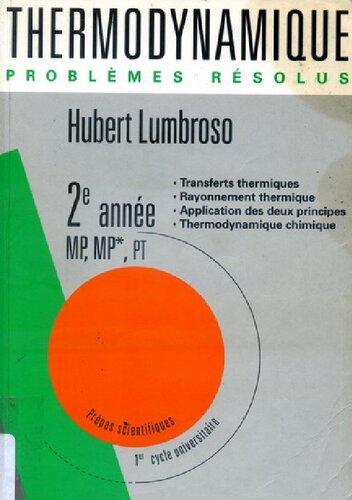 THERMODYNAMIQUE
PROBLÈMES RÉSOLUS
Hubert Lumbroso
2e année
MP, MP*, PT
• Transferts thermiques
• Rayonnement thermique
• Application des deux principes
• Thermodynamique chimique
Prépas scientifiques
1er cycle universitaire